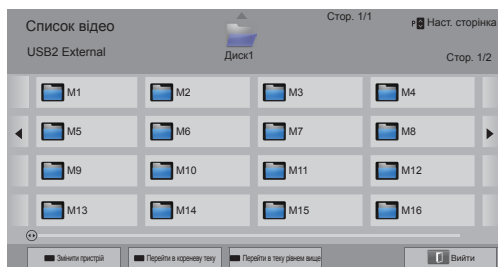 Список відео
Стор. 1/1
P Наст. сторінка
USB2 External
Диск1
Стор. 1/2
M1
M2
M3
M4
M5
M6
M7
M8
M9
M10
M11
M12
M13
M14
M15
M16
Змінити пристрій
Перейти в кореневу теку
Перейти в теку рівнем вище
Вийти